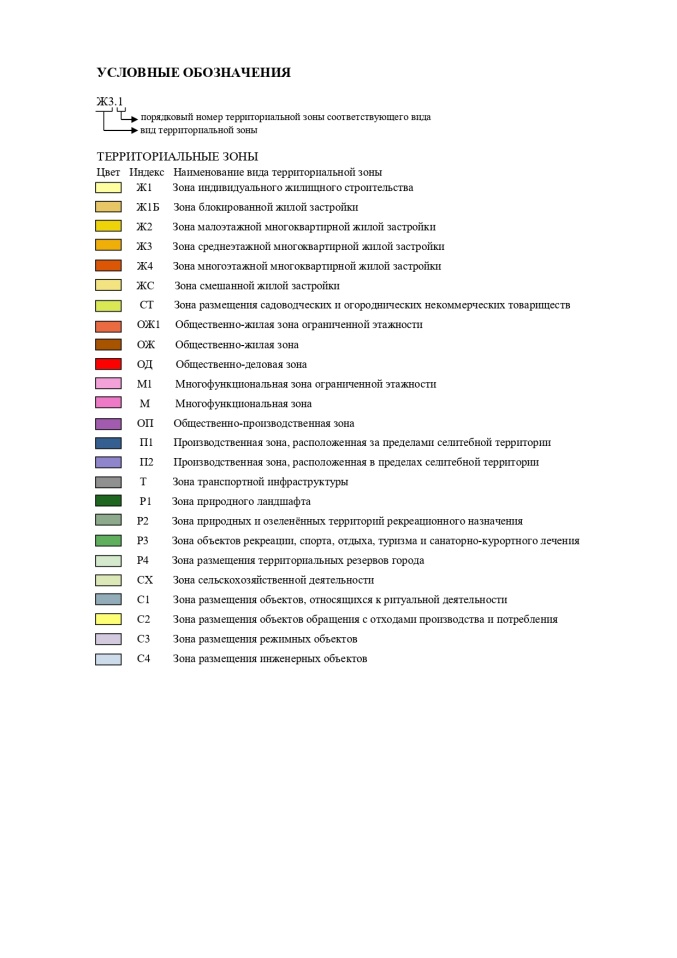 УСЛОВНЫЕ ОБОЗНАЧЕНИЯ
Ж3.1
порядковый номер территориальной зоны соответствующего вида
вид территориальной зоны
ТЕРРИТОРИАЛЬНЫЕ ЗОНЫ
Цвет Индекс Наименование вида территориальной зоны
Ж1 Зона индивидуального жилищного строительства
Ж1Б Зона блокированной жилой застройки
Ж2 Зона малоэтажной многоквартирной жилой застройки
Ж3 Зона среднеэтажной многоквартирной жилой застройки
Ж4 Зона многоэтажной многоквартирной жилой застройки
ЖС Зона смешанной жилой застройки
СТ Зона размещения садоводческих и огороднических некоммерческих товариществ
ОЖ1 Общественно-жилая зона ограниченной этажности
ОЖ Общественно-жилая зона
ОД Общественно-деловая зона
М1 Многофункциональная зона ограниченной этажности
М Многофункциональная зона
ОП Общественно-производственная зона
П1 Производственная зона, расположенная за пределами селитебной территории
П2 Производственная зона, расположенная в пределах селитебной территории
Т Зона транспортной инфраструктуры
Р1 Зона природного ландшафта
Р2 Зона природных и озеленённых территорий рекреационного назначения
Р3 Зона объектов рекреации, спорта, отдыха, туризма и санаторно-курортного лечения
Р4 Зона размещения территориальных резервов города
СХ Зона сельскохозяйственной деятельности
С1 Зона размещения объектов, относящихся к ритуальной деятельности
С2 Зона размещения объектов обращения с отходами производства и потребления
С3 Зона размещения режимных объектов
С4 Зона размещения инженерных объектов